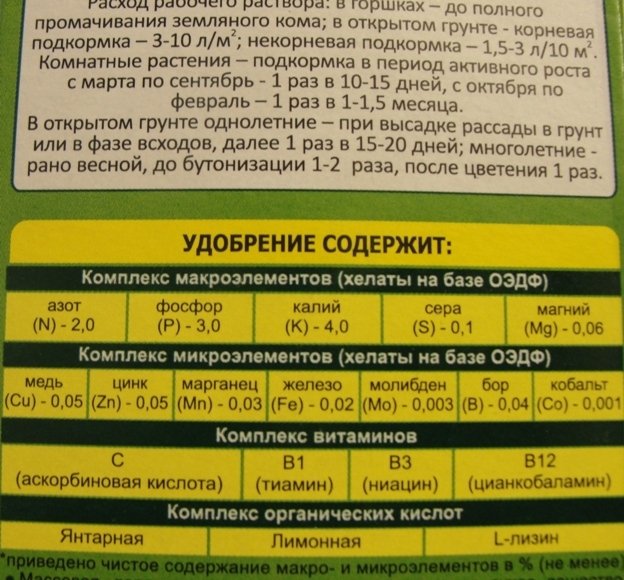 Расход рабочего раствора: в горшках – до полного
промачивания земляного кома; в открытом грунте - корневая
подкормка – 3-10 л/м²; некорневая подкормка – 1,5-3 л/10 м².
Комнатные растения – подкормка в период активного роста
с марта по сентябрь - 1 раз в 10-15 дней, с октября по
февраль – 1 раз в 1-1,5 месяца.
В открытом грунте однолетние – при высадке рассады в грунт
или в фазе всходов, далее 1 раз в 15-20 дней; многолетние -
рано весной, до бутонизации 1-2 раза, после цветения 1 раз.
УДОБРЕНИЕ СОДЕРЖИТ:
Комплекс макроэлементов (хелаты на базе ОЭДФ)
азот фосфор калий сера магний
(N) - 2,0 (P) - 3,0 (K) - 4,0 (S) - 0,1 (Mg) - 0,06
Комплекс микроэлементов (хелаты на базе ОЭДФ)
медь цинк марганец железо молибден бор кобальт
(Cu) - 0,05 (Zn) - 0,05 (Mn) - 0,03 (Fe) - 0,02 (Mo) - 0,003 (B) - 0,04 (Co) - 0,001
Комплекс витаминов
C B1 B3 B12
(аскорбиновая кислота) (тиамин) (ниацин) (цианкобаламин)
Комплекс органических кислот
Янтарная Лимонная L-лизин
*приведено чистое содержание макро- и микроэлементов в % (не менее)